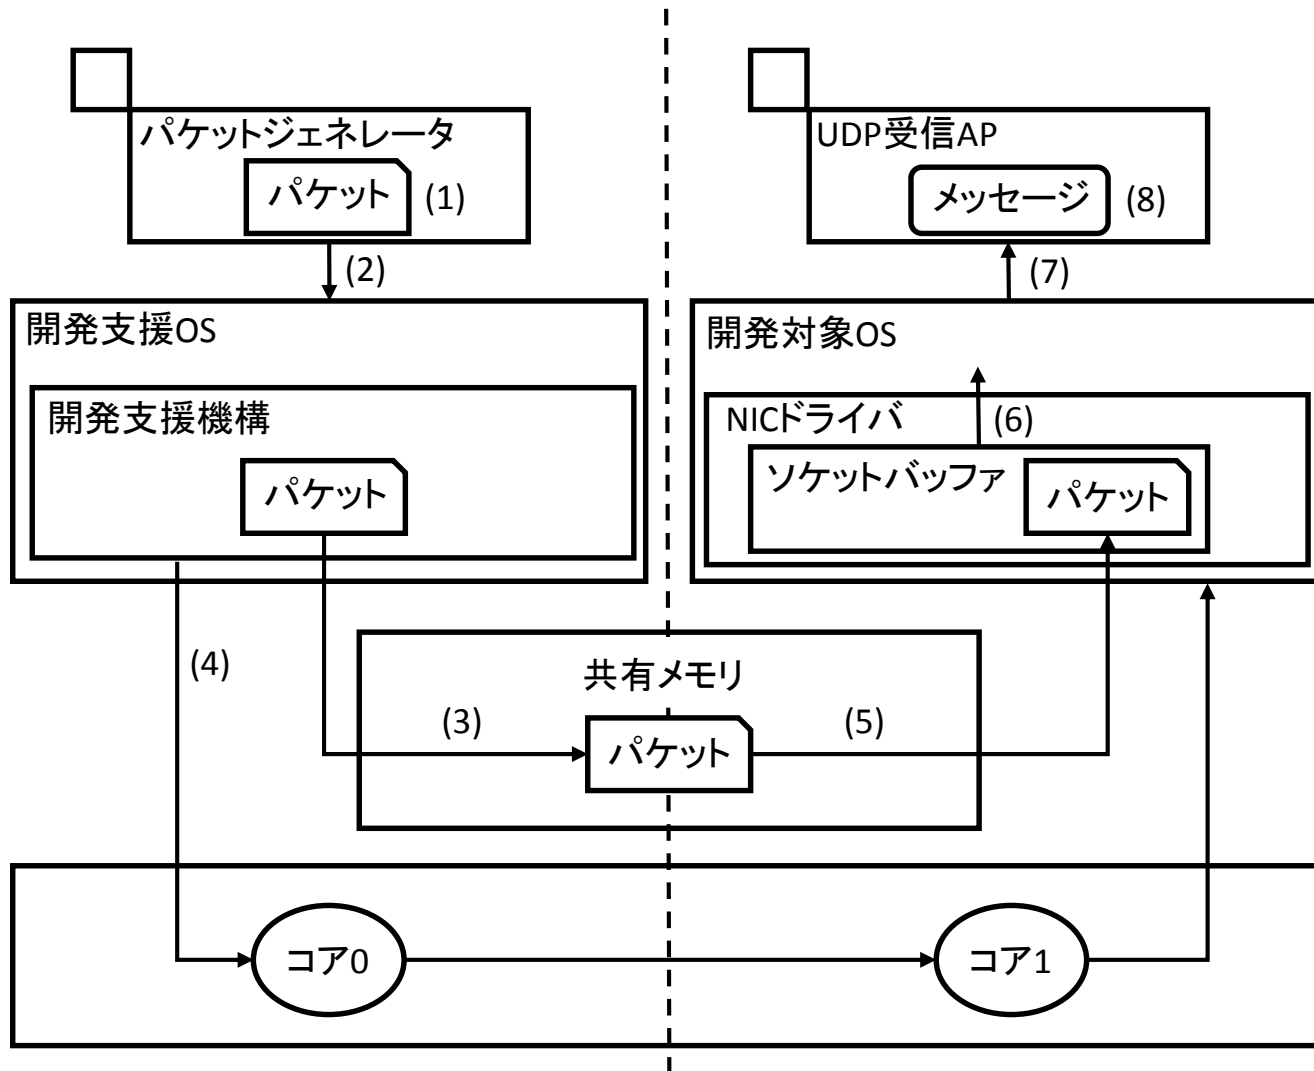 パケットジェネレータ
パケット (1)
(2)
開発支援OS
開発支援機構
パケット
(4)
UDP受信AP
メッセージ (8)
(7)
開発対象OS
NICドライバ (6)
ソケットバッファ パケット
共有メモリ
(3) パケット (5)
コア0 コア1